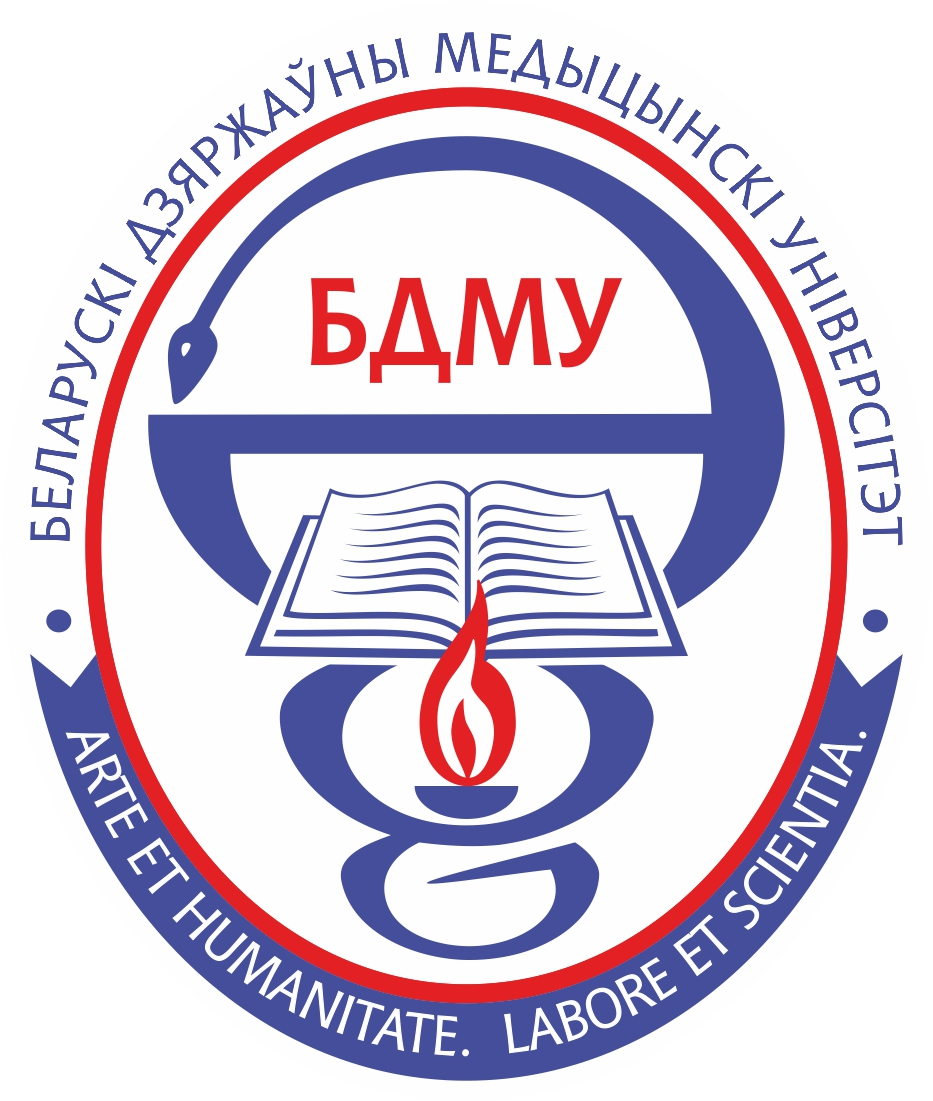 БЕЛАРУСКІ ДЗЯРЖАЎНЫ МЕДЫЦЫНСКІ УНІВЕРСІТЭТ
БДМУ
ARTE ET HUMANITATE. LABORE ET SCIENTIA.